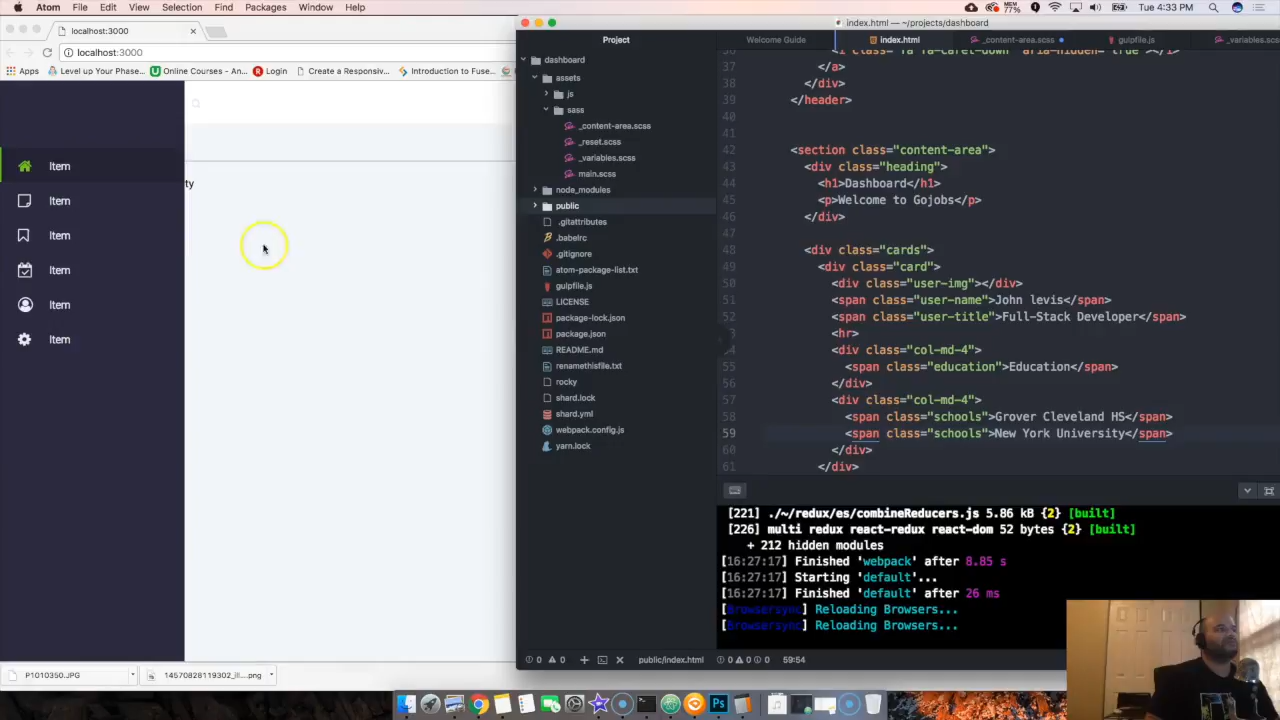 Atom File Edit View Selection Find Packages Window Help
MEM 77% Tue 4:33 PM
localhost:3000
localhost:3000
Apps Level up Your Phase... Online Courses - An... Login Create a Responsiv... Introduction to Fuse...
Item
ty
Item
Item
Item
Item
Item
P1010350.JPG 14570828119302_ill....png
index.html — ~/projects/dashboard
Project Welcome Guide index.html _content-area.scss gulpfile.js _variables.scs
dashboard
assets
js
sass
_content-area.scss
_reset.scss
_variables.scss
main.scss
node_modules
public
.gitattributes
.babelrc
.gitignore
atom-package-list.txt
gulpfile.js
LICENSE
package-lock.json
package.json
README.md
renamethisfile.txt
rocky
shard.lock
shard.yml
webpack.config.js
yarn.lock
37 </a>
38 </div>
39 </header>
40
41
42 <section class="content-area">
43 <div class="heading">
44 <h1>Dashboard</h1>
45 <p>Welcome to Gojobs</p>
46 </div>
47
48 <div class="cards">
49 <div class="card">
50 <div class="user-img"></div>
51 <span class="user-name">John levis</span>
52 <span class="user-title">Full-Stack Developer</span>
53 <hr>
54 <div class="col-md-4">
55 <span class="education">Education</span>
56 </div>
57 <div class="col-md-4">
58 <span class="schools">Grover Cleveland HS</span>
59 <span class="schools">New York University</span>
60 </div>
61 </div>
[221] ./~/redux/es/combineReducers.js 5.86 kB {2} [built]
[226] multi redux react-redux react-dom 52 bytes {2} [built]
+ 212 hidden modules
[16:27:17] Finished 'webpack' after 8.85 s
[16:27:17] Starting 'default'...
[16:27:17] Finished 'default' after 26 ms
[Browsersync] Reloading Browsers...
[Browsersync] Reloading Browsers...
0 0 public/index.html 0 0 0 59:54